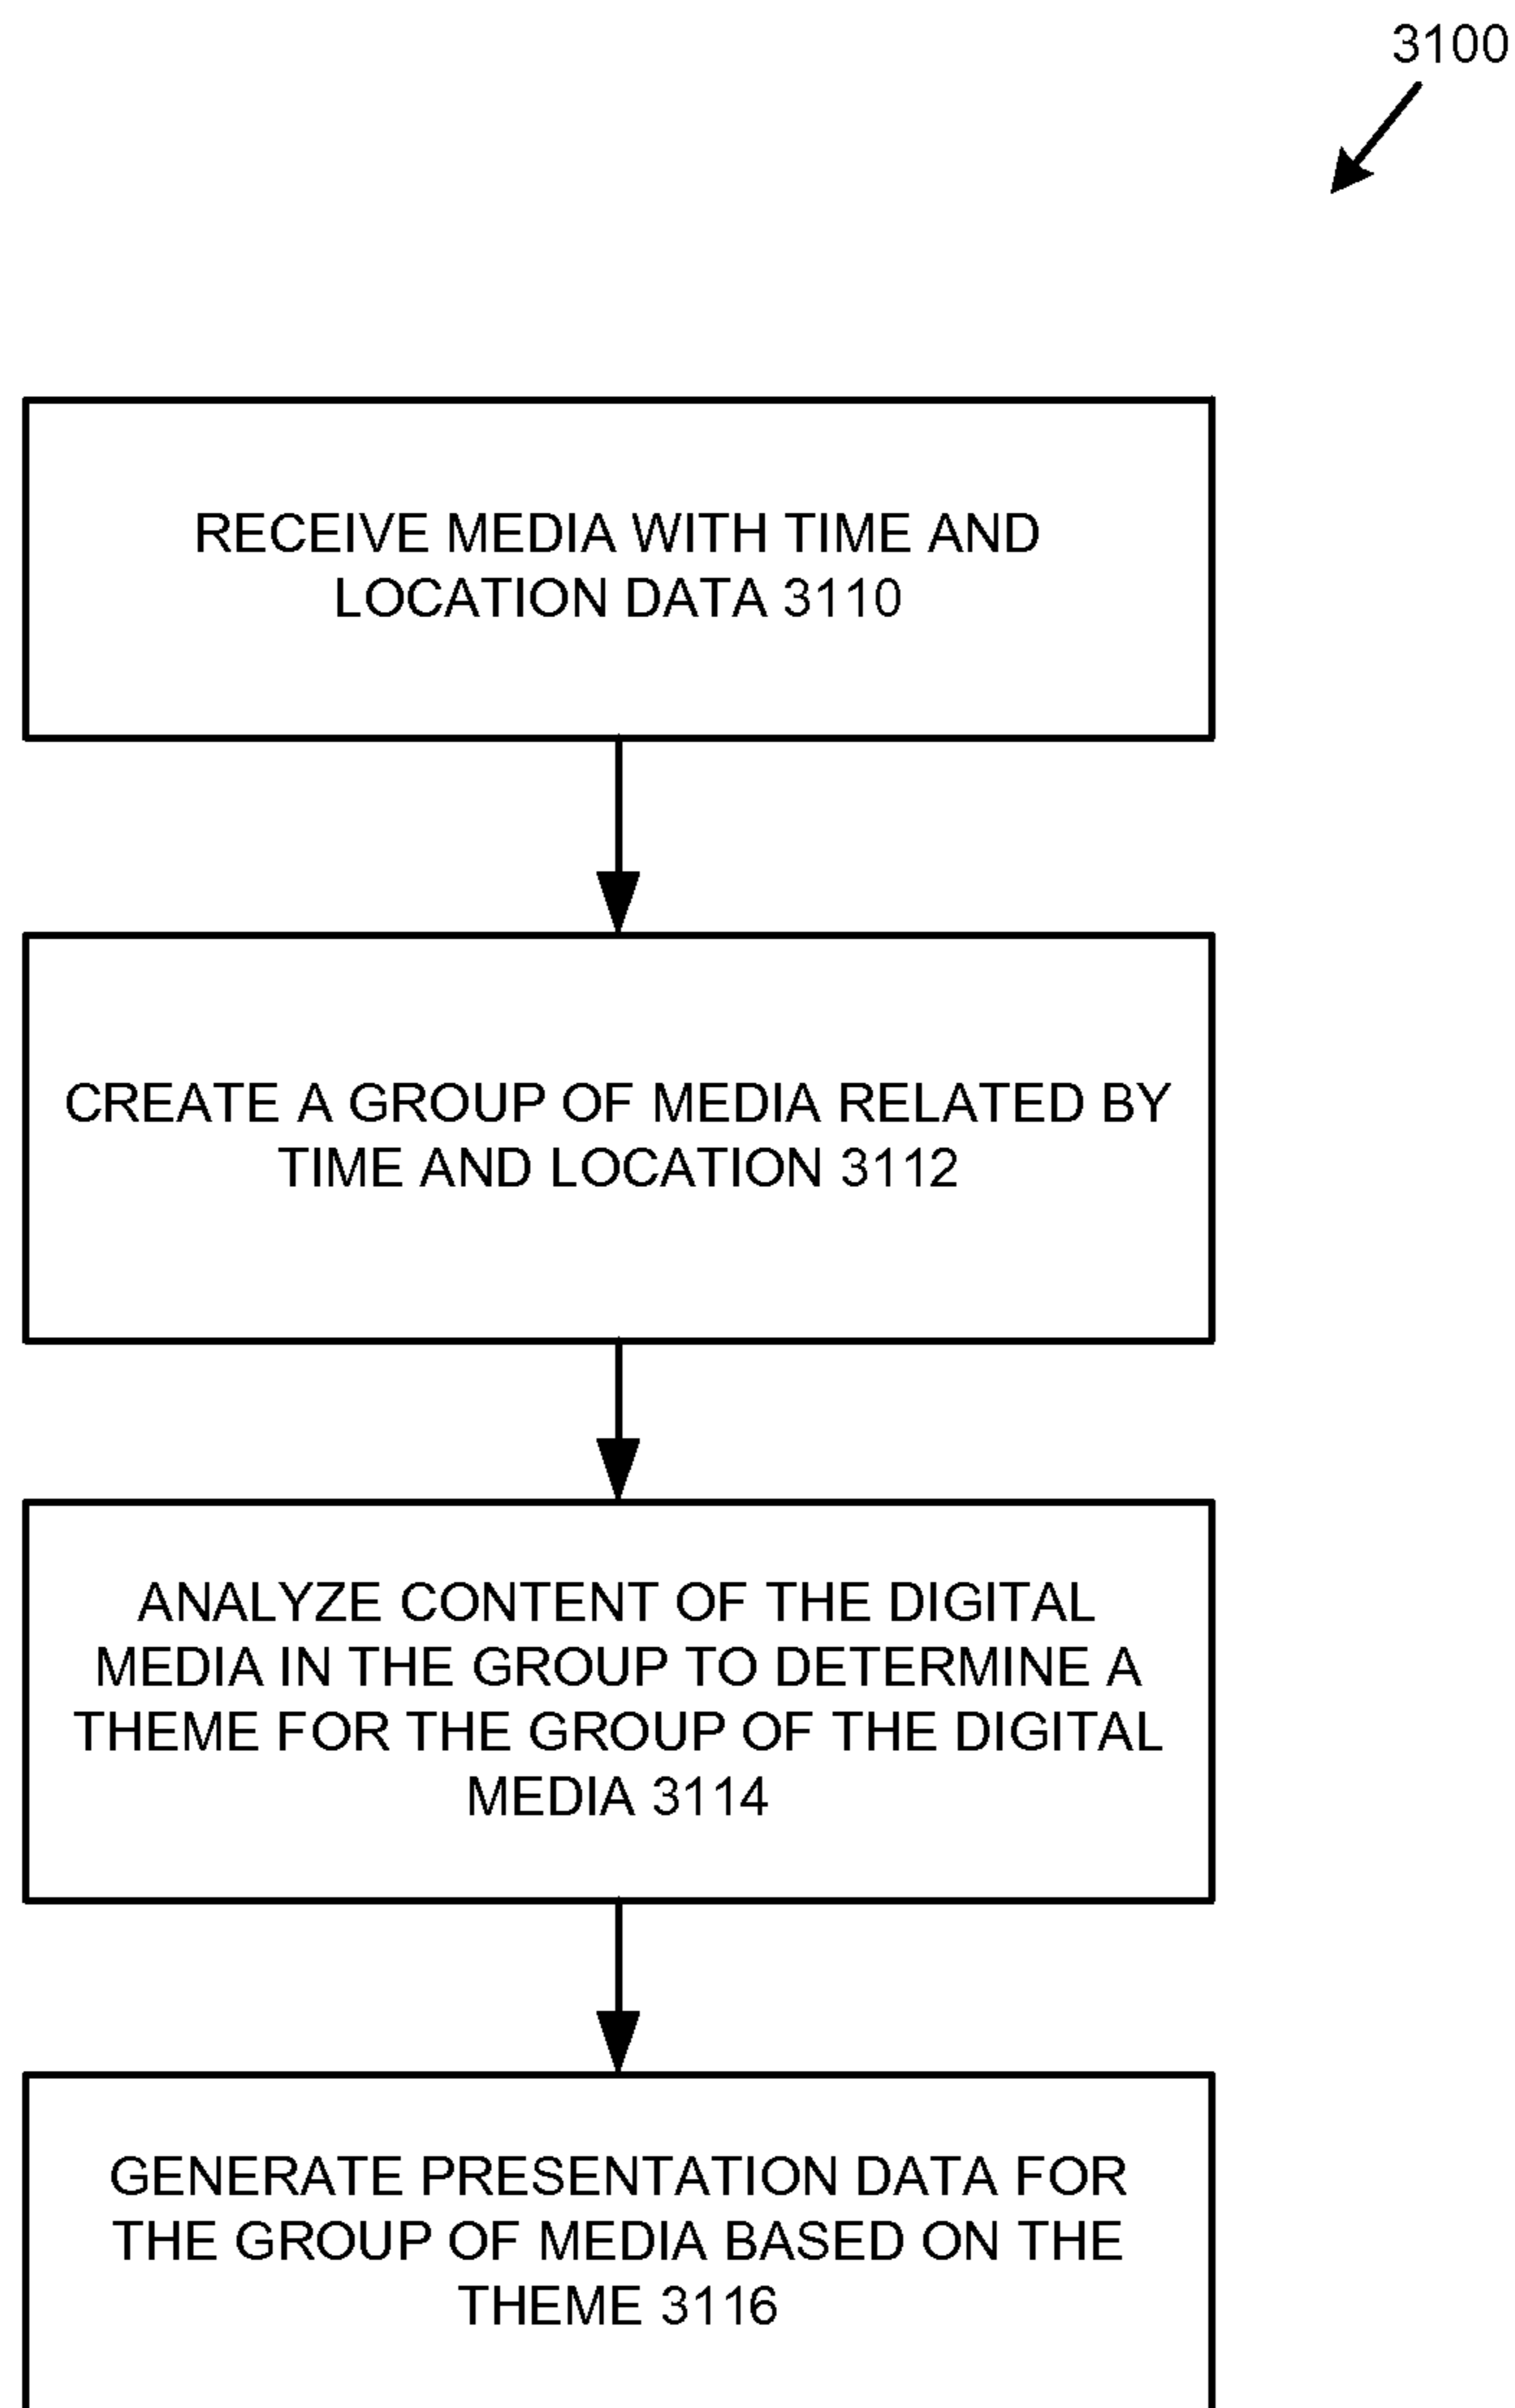 3100
RECEIVE MEDIA WITH TIME AND
LOCATION DATA 3110
CREATE A GROUP OF MEDIA RELATED BY
TIME AND LOCATION 3112
ANALYZE CONTENT OF THE DIGITAL
MEDIA IN THE GROUP TO DETERMINE A
THEME FOR THE GROUP OF THE DIGITAL
MEDIA 3114
GENERATE PRESENTATION DATA FOR
THE GROUP OF MEDIA BASED ON THE
THEME 3116